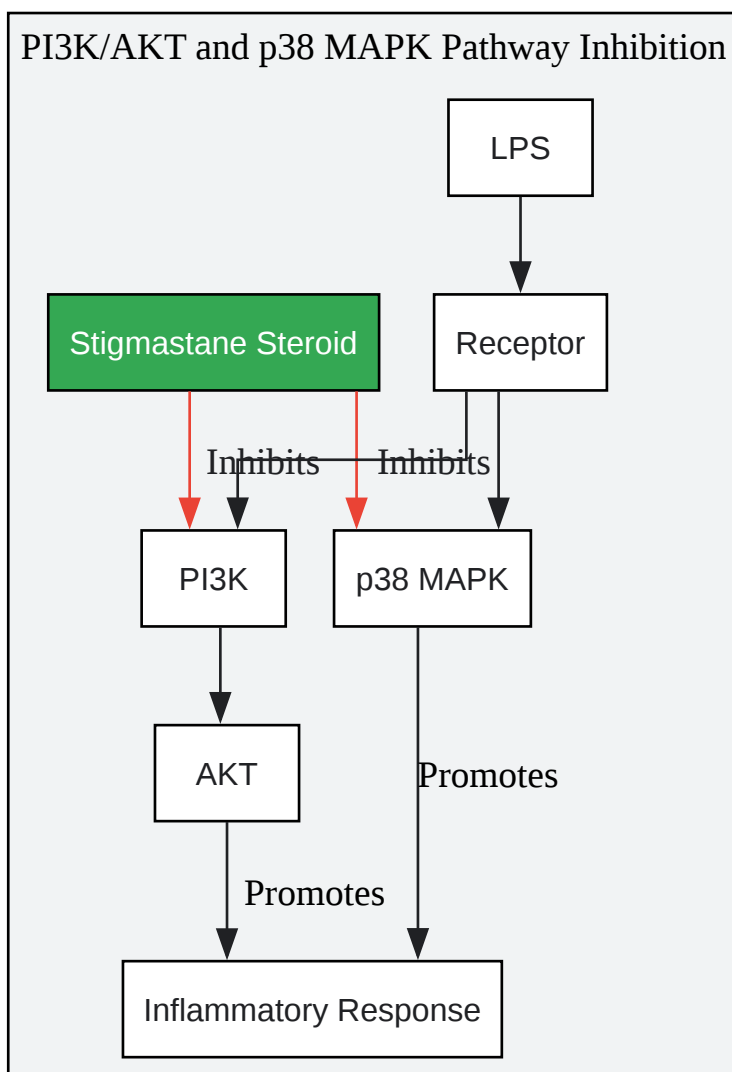 PI3K/AKT and p38 MAPK Pathway Inhibition
LPS
Stigmastane Steroid
Receptor
Inhibits
Inhibits
PI3K
p38 MAPK
AKT
Promotes
Promotes
Inflammatory Response